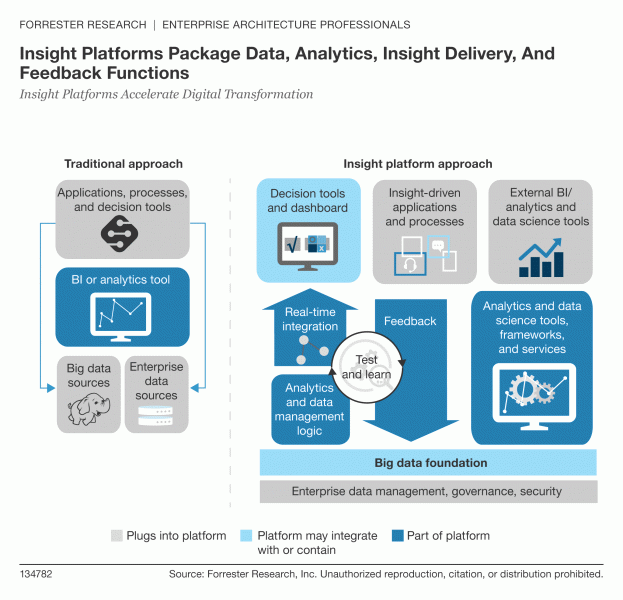 FORRESTER RESEARCH | ENTERPRISE ARCHITECTURE PROFESSIONALS
Insight Platforms Package Data, Analytics, Insight Delivery, And
Feedback Functions
Insight Platforms Accelerate Digital Transformation
Traditional approach
Applications, processes,
and decision tools
BI or analytics tool
Big data
sources
Enterprise
data
sources
Insight platform approach
Decision tools
and dashboard
√
Insight-driven
applications
and processes
External BI/
analytics and
data science tools
Real-time
integration
Feedback
Test
and learn
Analytics
and data
management
logic
Analytics and data
science tools,
frameworks,
and services
Big data foundation
Enterprise data management, governance, security
Plugs into platform
Platform may integrate
with or contain
Part of platform
134782
Source: Forrester Research, Inc. Unauthorized reproduction, citation, or distribution prohibited.